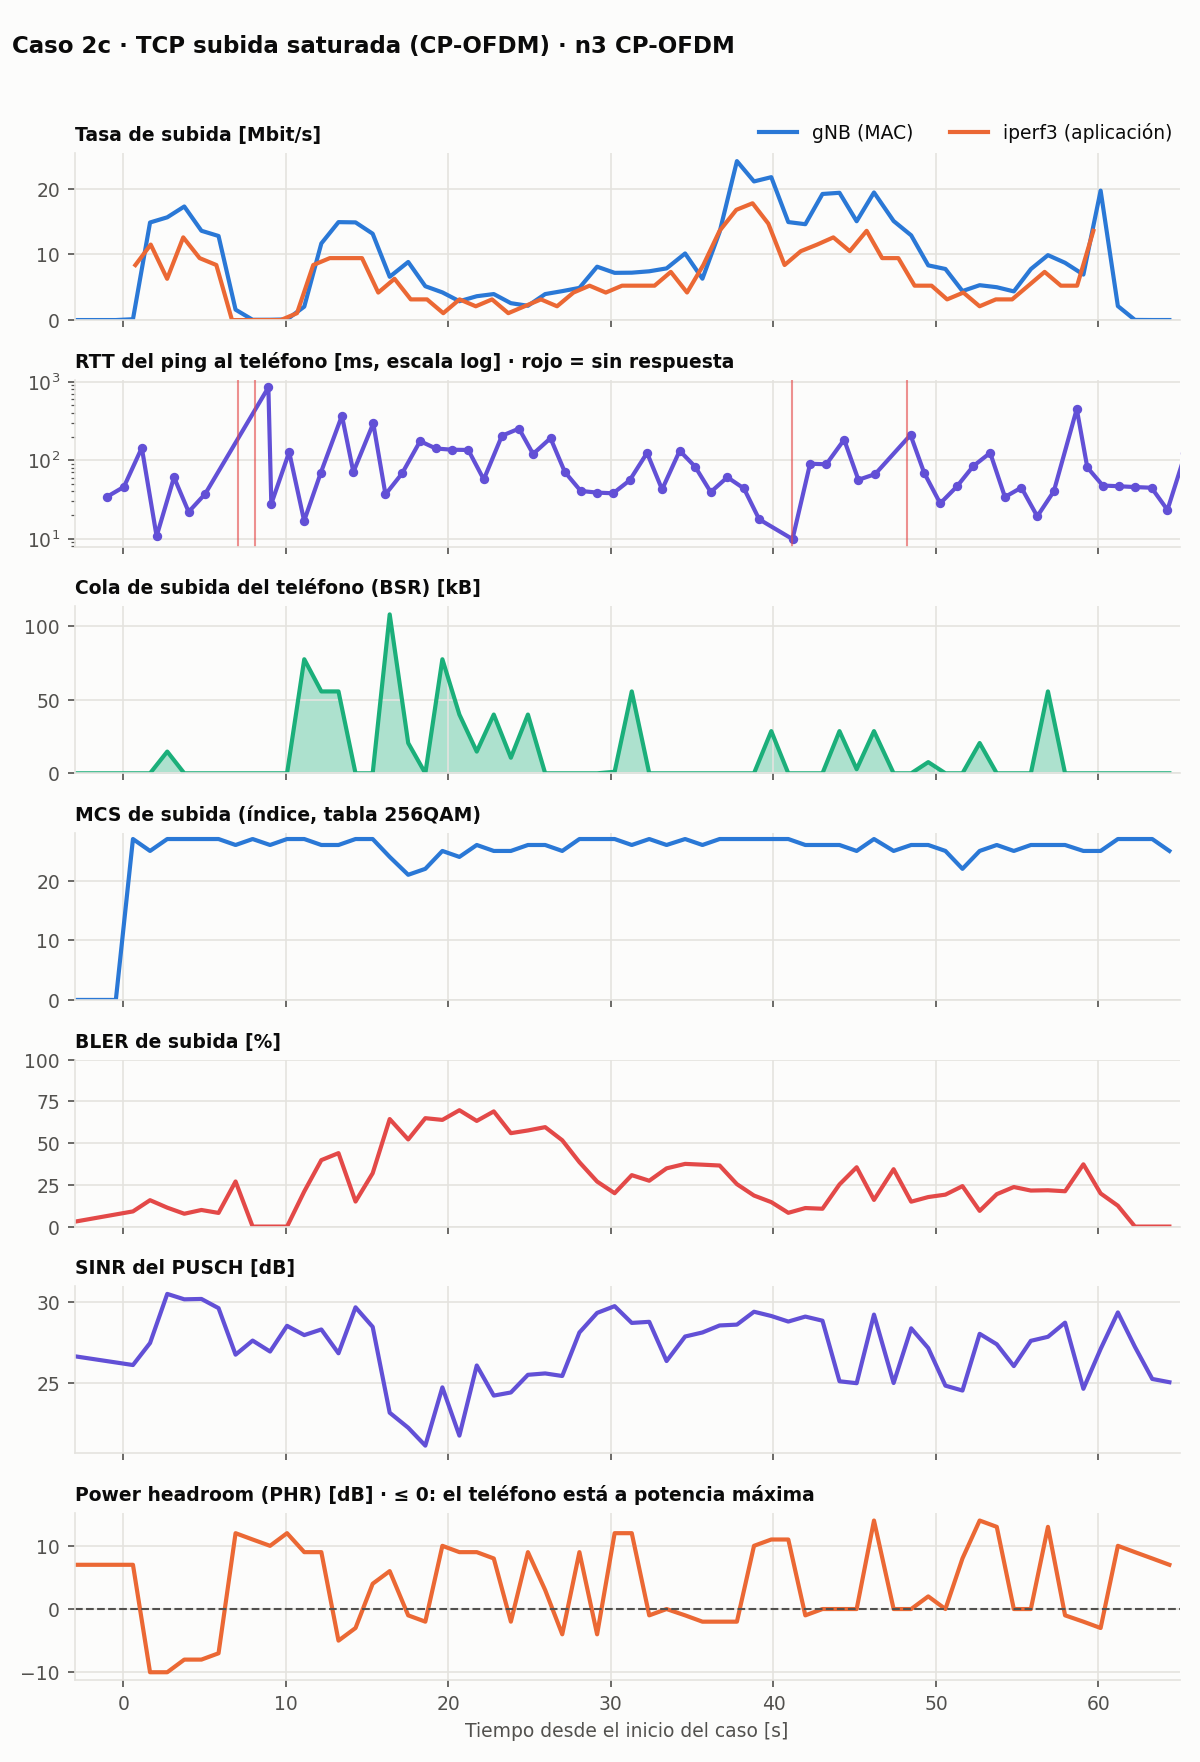 Caso 2c · TCP subida saturada (CP-OFDM) · n3 CP-OFDM
Tasa de subida [Mbit/s]
gNB (MAC)
iperf3 (aplicación)
20
10
0
RTT del ping al teléfono [ms, escala log] · rojo = sin respuesta
10³
10²
10¹
Cola de subida del teléfono (BSR) [kB]
100
50
0
MCS de subida (índice, tabla 256QAM)
20
10
0
BLER de subida [%]
100
75
50
25
0
SINR del PUSCH [dB]
30
25
Power headroom (PHR) [dB] · ≤ 0: el teléfono está a potencia máxima
10
0
−10
0 10 20 30 40 50 60
Tiempo desde el inicio del caso [s]